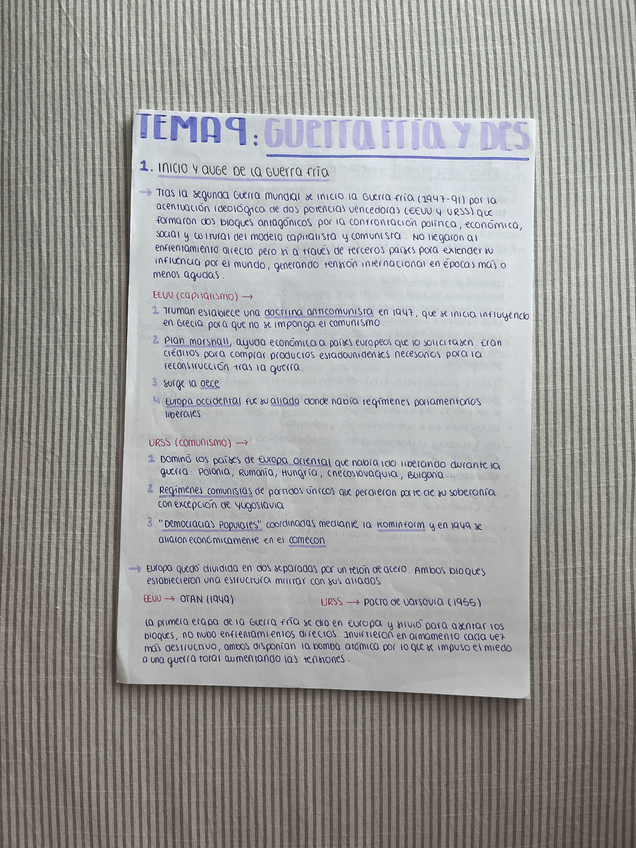 TEMA 9: GUERRA FRÍA Y DES
1. INICIO Y AUGE DE LA GUERRA FRÍA
→ Tras la Segunda Guerra Mundial se inicio la Guerra Fría (1947-91) por la
acentuación ideológica de dos potencias vencedoras (EEUU y URSS) que
formaron dos bloques antagónicos por la confrontación política, económica,
social y cultural del modelo capitalista y comunista. No llegaron al
enfrentamiento directo pero si a través de terceros países para extender su
influencia por el mundo, generando tensión internacional en épocas más o
menos agudas.
EEUU (capitalismo) →
1 Truman establece una doctrina anticomunista en 1947, que se inicia influyendo
en Grecia para que no se imponga el comunismo.
2 Plan Marshall, ayuda económica a países europeos que lo solicitasen. Eran
créditos para comprar productos estadounidenses necesarios para la
reconstrucción tras la guerra.
3 Surge la OECE
4 Europa occidental fue su aliado donde había regímenes parlamentarios
liberales
URSS (comunismo) →
1 Dominó los países de Europa oriental que había ido liberando durante la
guerra: Polonia, Rumanía, Hungría, Checoslovaquia, Bulgaria...
2 Regímenes comunistas de partidos únicos que perdieron parte de su soberanía
con excepción de Yugoslavia
3 "Democracias Populares" coordinadas mediante la Kominform y en 1949 se
aliaron económicamente en el COMECON
→ Europa quedó dividida en dos separadas por un telón de acero. Ambos bloques
establecieron una estructura militar con sus aliados
EEUU → OTAN (1949) URSS → Pacto de Varsovia (1955)
La primera etapa de la Guerra Fría se dio en Europa y sirvió para asentar los
bloques, no hubo enfrentamientos directos. Invirtieron en armamento cada vez
más destructivo, ambos disponían la bomba atómica por lo que se impuso el miedo
a una guerra total aumentando las tensiones.